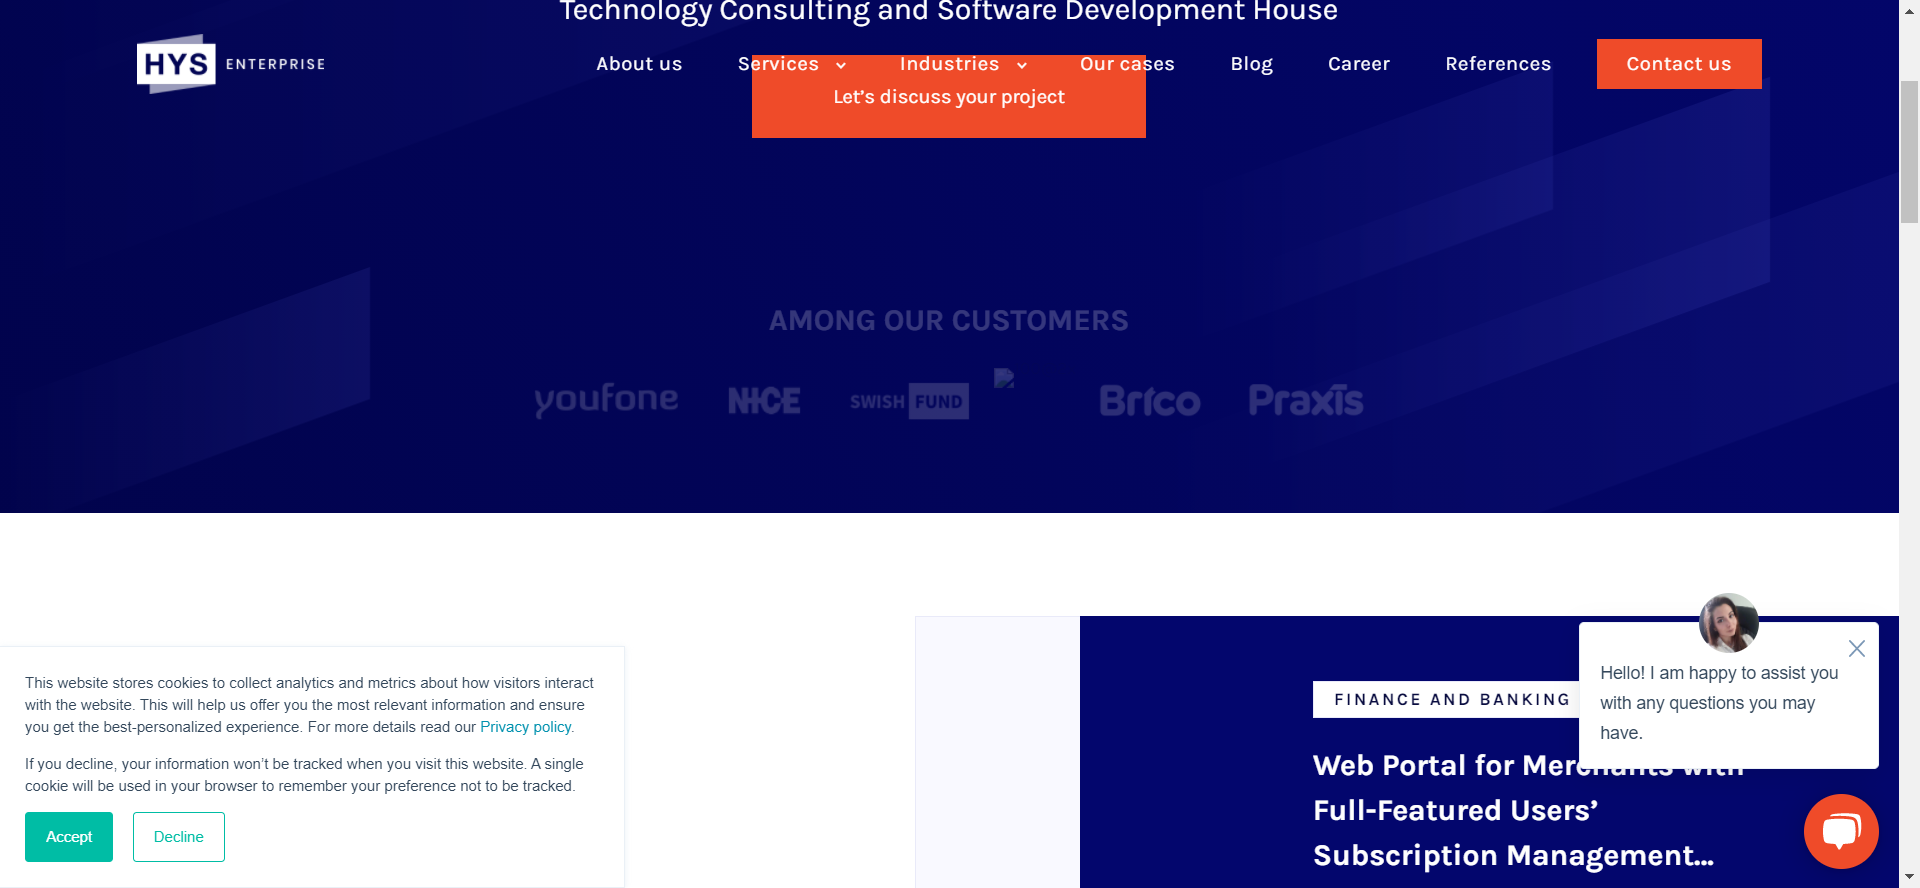 Technology Consulting and Software Development House
HYS ENTERPRISE
About us Services Industries Our cases Blog Career References Contact us
Let’s discuss your project
AMONG OUR CUSTOMERS
youfone NICE SWISH FUND Brico Praxis
FINANCE AND BANKING
Web Portal for Merchants with
Full-Featured Users’
Subscription Management...
Hello! I am happy to assist you
with any questions you may
have.
This website stores cookies to collect analytics and metrics about how visitors interact
with the website. This will help us offer you the most relevant information and ensure
you get the best-personalized experience. For more details read our Privacy policy.
If you decline, your information won’t be tracked when you visit this website. A single
cookie will be used in your browser to remember your preference not to be tracked.
Accept Decline